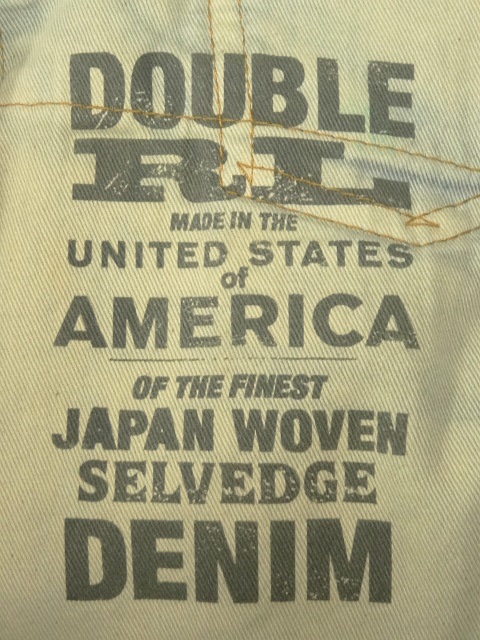 DOUBLE
RL
MADE IN THE
UNITED STATES
of
AMERICA
OF THE FINEST
JAPAN WOVEN
SELVEDGE
DENIM